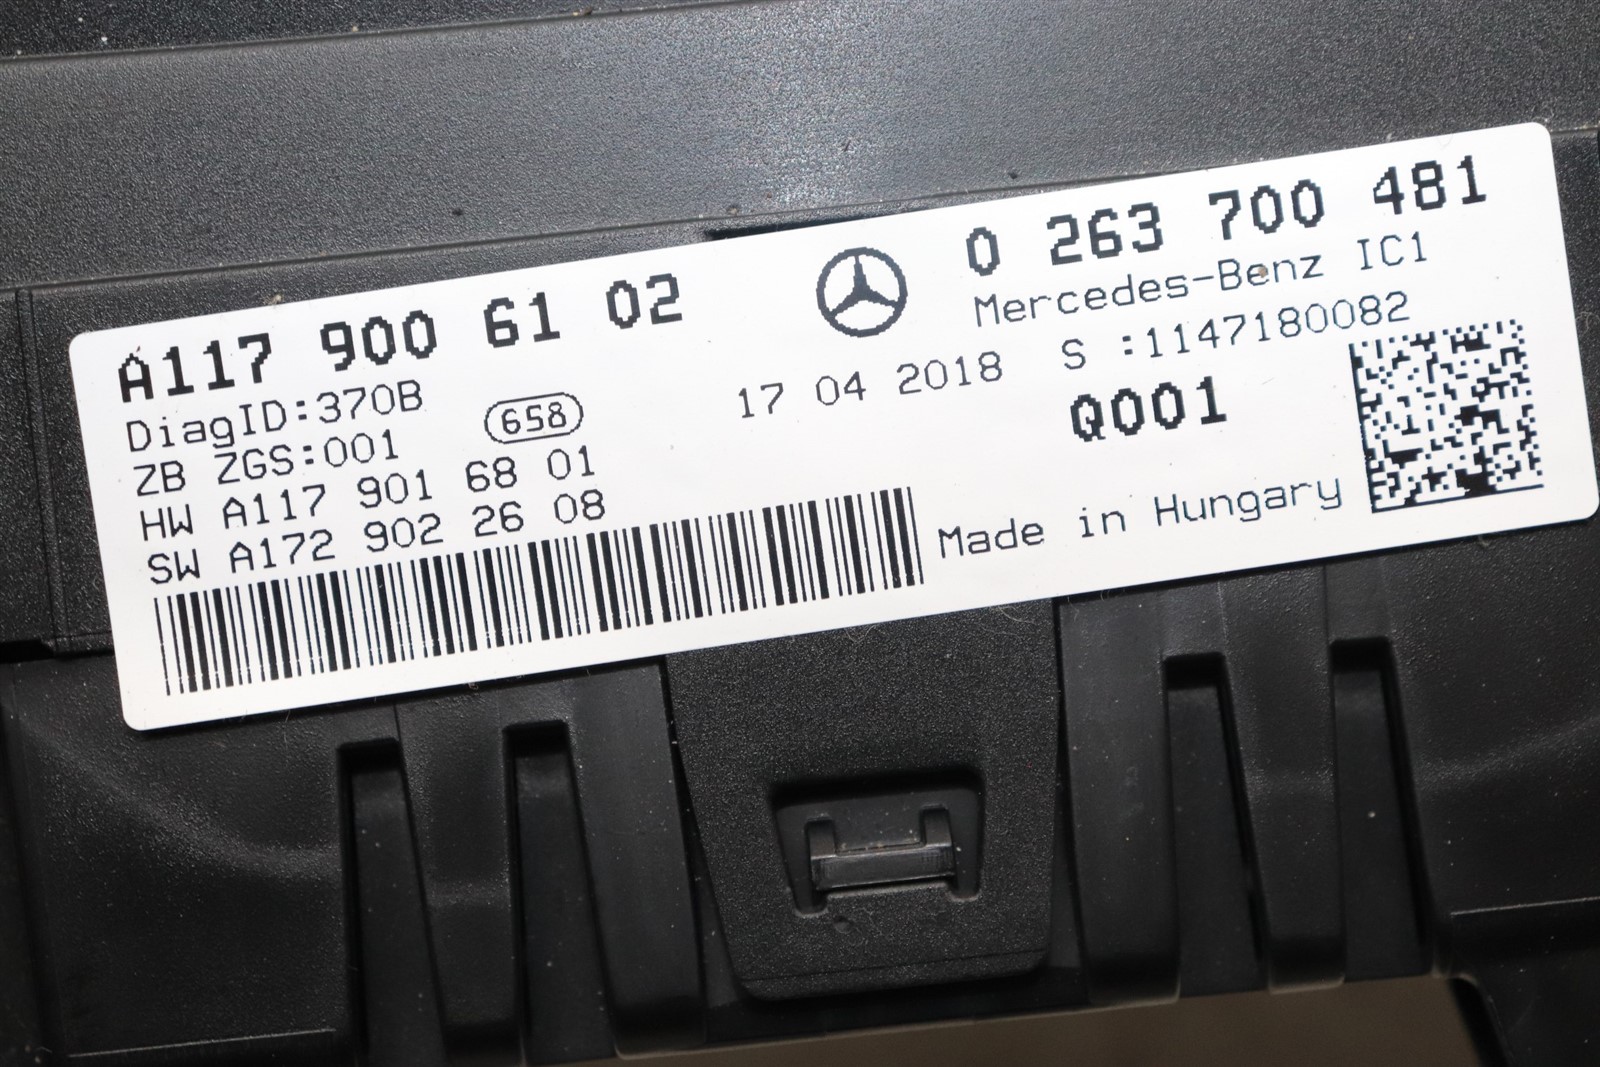 A117 900 61 02
DiagID:370B
658
ZB ZGS:001
HW A117 901 68 01
SW A172 902 26 08
0 263 700 481
Mercedes-Benz IC1
17 04 2018 S :1147180082
Q001
Made in Hungary